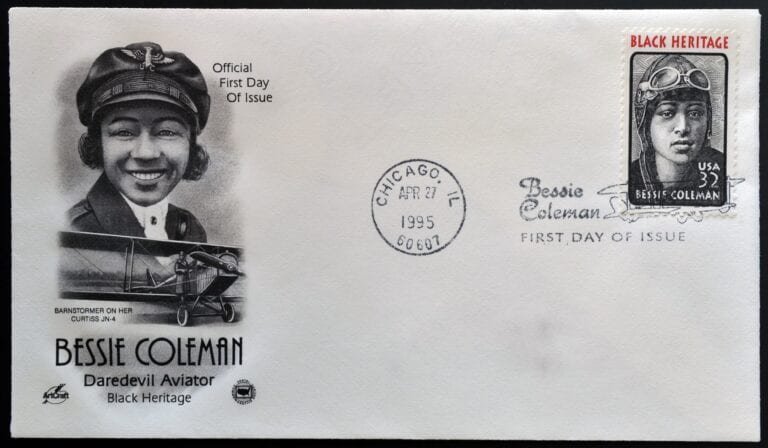 Official
First Day
Of Issue
BARNSTORMER ON HER
CURTISS JN-4
BESSIE COLEMAN
Daredevil Aviator
Black Heritage
ArtCraft
CHICAGO, IL
APR 27
1995
60607
Bessie
Coleman
FIRST DAY OF ISSUE
BLACK HERITAGE
USA
32
BESSIE COLEMAN